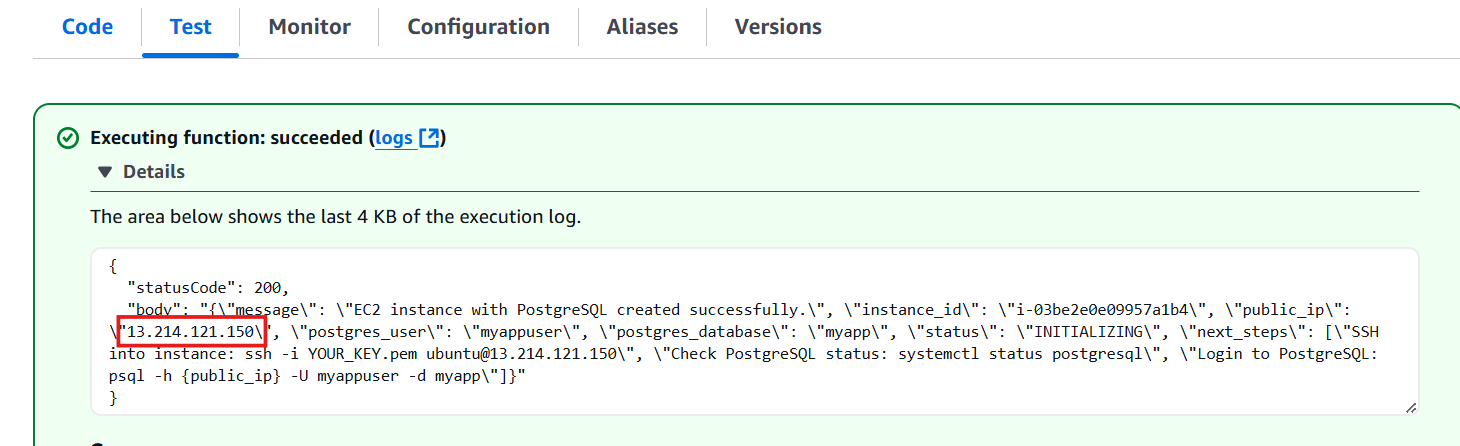 Code Test Monitor Configuration Aliases Versions
Executing function: succeeded (logs)
Details
The area below shows the last 4 KB of the execution log.
{
"statusCode": 200,
"body": "{\"message\": \"EC2 instance with PostgreSQL created successfully.\", \"instance_id\": \"i-03be2e0e09957a1b4\", \"public_ip\":
\"13.214.121.150\", \"postgres_user\": \"myappuser\", \"postgres_database\": \"myapp\", \"status\": \"INITIALIZING\", \"next_steps\": [\"SSH
into instance: ssh -i YOUR_KEY.pem ubuntu@13.214.121.150\", \"Check PostgreSQL status: systemctl status postgresql\", \"Login to PostgreSQL:
psql -h {public_ip} -U myappuser -d myapp\"]}"
}